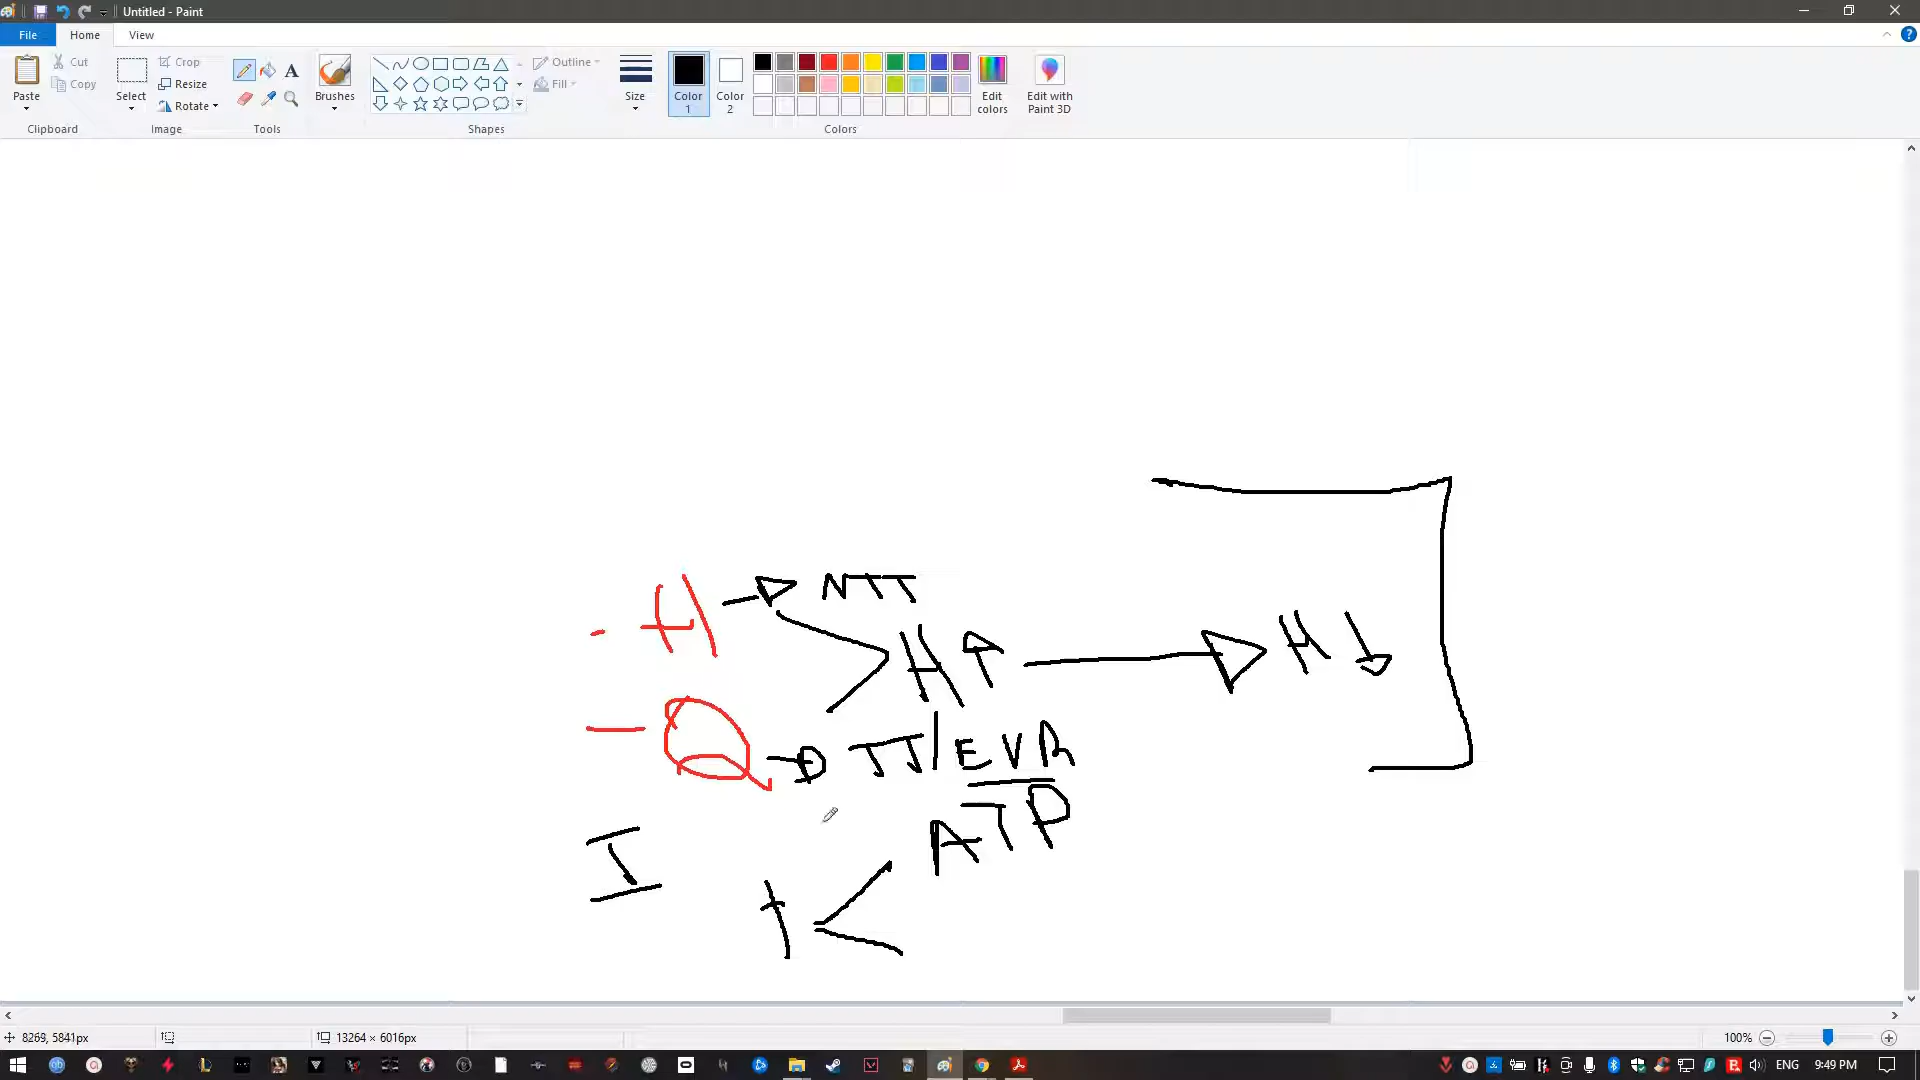 Untitled - Paint
File Home View
Paste
Cut
Copy
Clipboard
Select
Crop
Resize
Rotate
Image
Tools
Brushes
Shapes
Outline
Fill
Size
Color 1
Color 2
Colors
Edit colors
Edit with Paint 3D
- H NTT
H H
- Q TT/EVR
ATP
I
t
8269, 5841px 13264 × 6016px 100%
ENG 9:49 PM